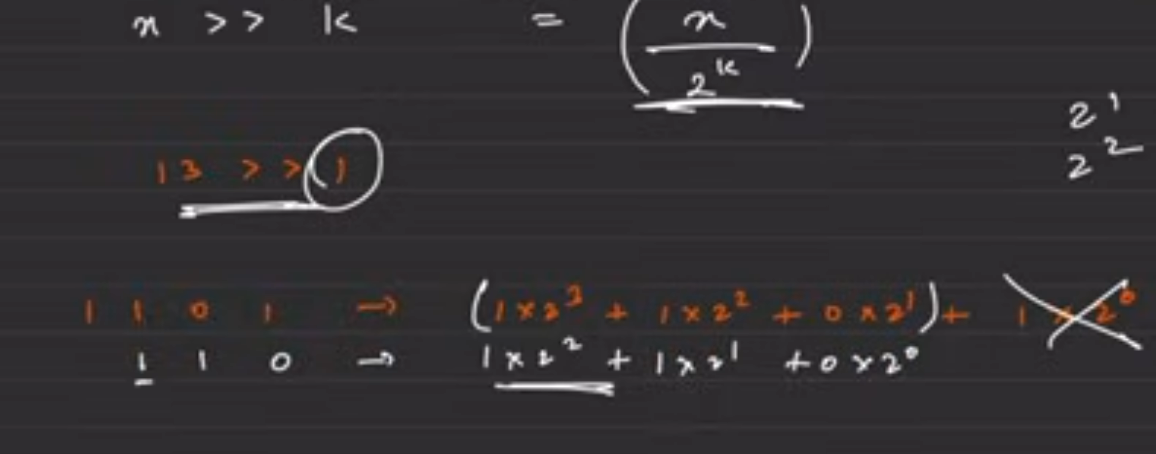 x >> k = (x / 2^k)
2^1
2^2
13 >> 1
1 1 0 1 → (1×2^3 + 1×2^2 + 0×2^1) + 1×2^0
1 1 0 → 1×2^2 + 1×2^1 + 0×2^0